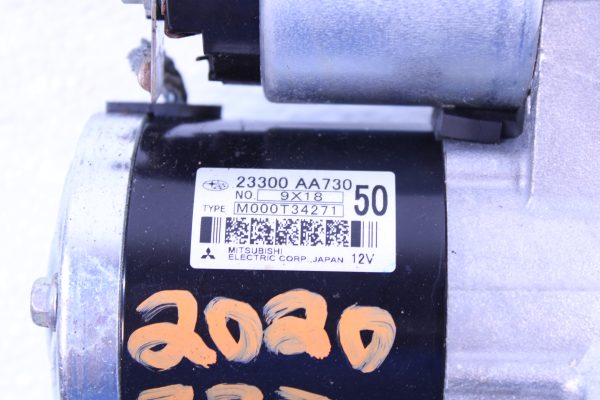 23300 AA730
NO. 9X18 50
TYPE M000T34271
MITSUBISHI
ELECTRIC CORP., JAPAN 12V
2020